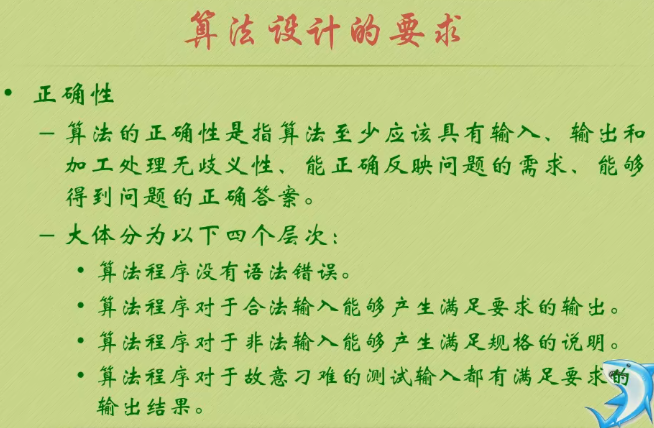 算法设计的要求
• 正确性
– 算法的正确性是指算法至少应该具有输入、输出和
加工处理无歧义性、能正确反映问题的需求、能够
得到问题的正确答案。
– 大体分为以下四个层次:
• 算法程序没有语法错误。
• 算法程序对于合法输入能够产生满足要求的输出。
• 算法程序对于非法输入能够产生满足规格的说明。
• 算法程序对于故意刁难的测试输入都有满足要求的
输出结果。